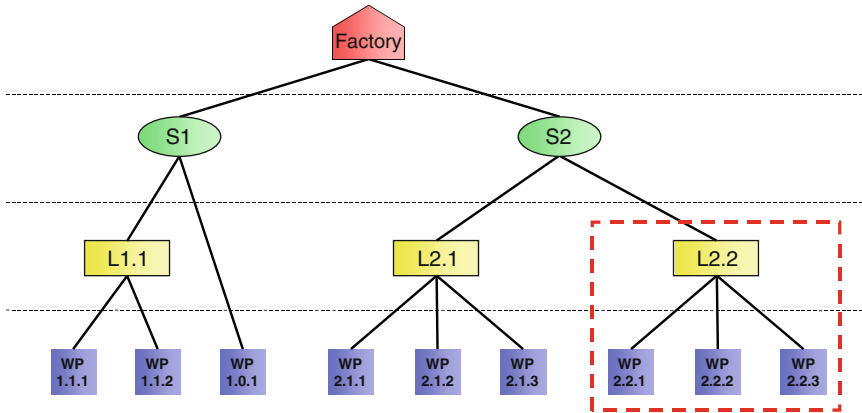 Factory
S1
S2
L1.1
L2.1
L2.2
WP
1.1.1
WP
1.1.2
WP
1.0.1
WP
2.1.1
WP
2.1.2
WP
2.1.3
WP
2.2.1
WP
2.2.2
WP
2.2.3